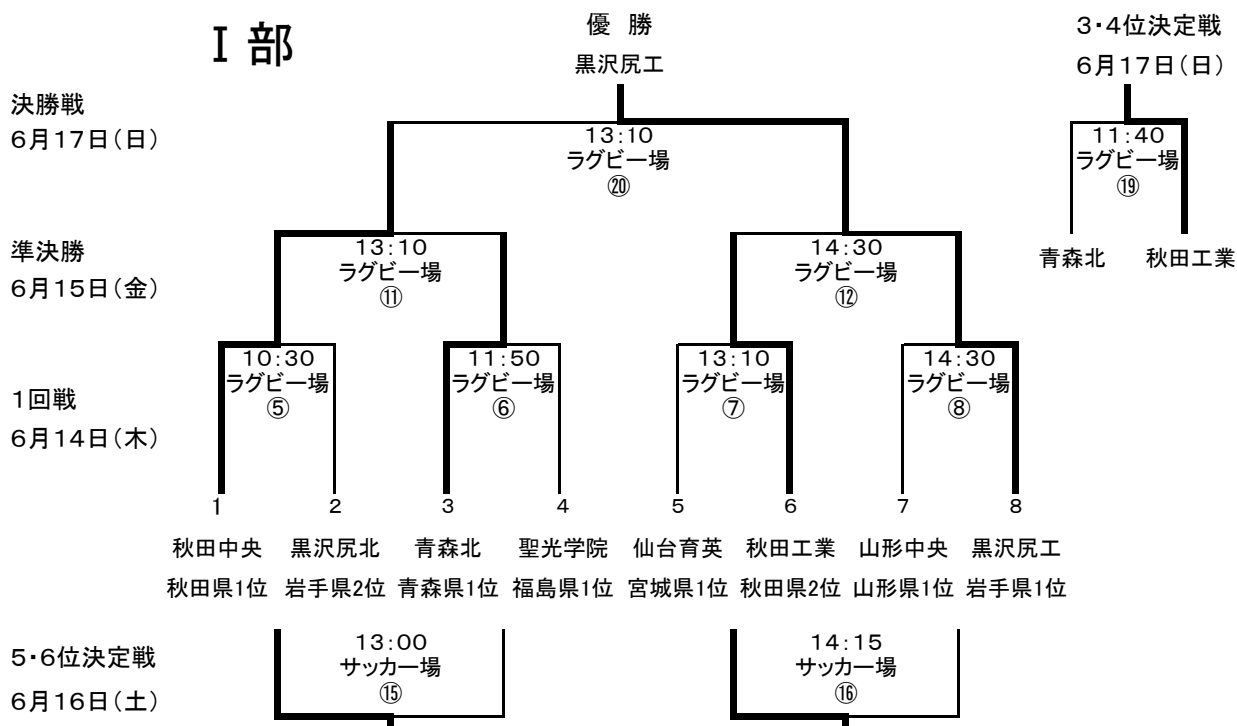 Ⅰ部
優 勝
黒沢尻工
3・4位決定戦
6月17日(日)
決勝戦
6月17日(日)
13:10
ラグビー場
⑳
11:40
ラグビー場
⑲
青森北 秋田工業
準決勝
6月15日(金)
13:10
ラグビー場
⑪
14:30
ラグビー場
⑫
1回戦
6月14日(木)
10:30
ラグビー場
⑤
11:50
ラグビー場
⑥
13:10
ラグビー場
⑦
14:30
ラグビー場
⑧
1 2 3 4 5 6 7 8
秋田中央 黒沢尻北 青森北 聖光学院 仙台育英 秋田工業 山形中央 黒沢尻工
秋田県1位 岩手県2位 青森県1位 福島県1位 宮城県1位 秋田県2位 山形県1位 岩手県1位
5・6位決定戦
6月16日(土)
13:00
サッカー場
⑮
14:15
サッカー場
⑯